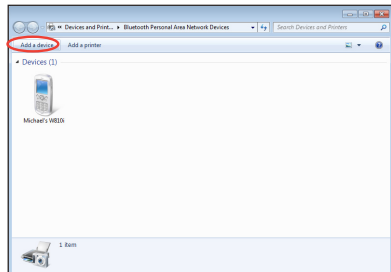 « Devices and Print... ▸ Bluetooth Personal Area Network Devices
Search Devices and Printers
Add a device
Add a printer
Devices (1)
Michael's W810i
1 item